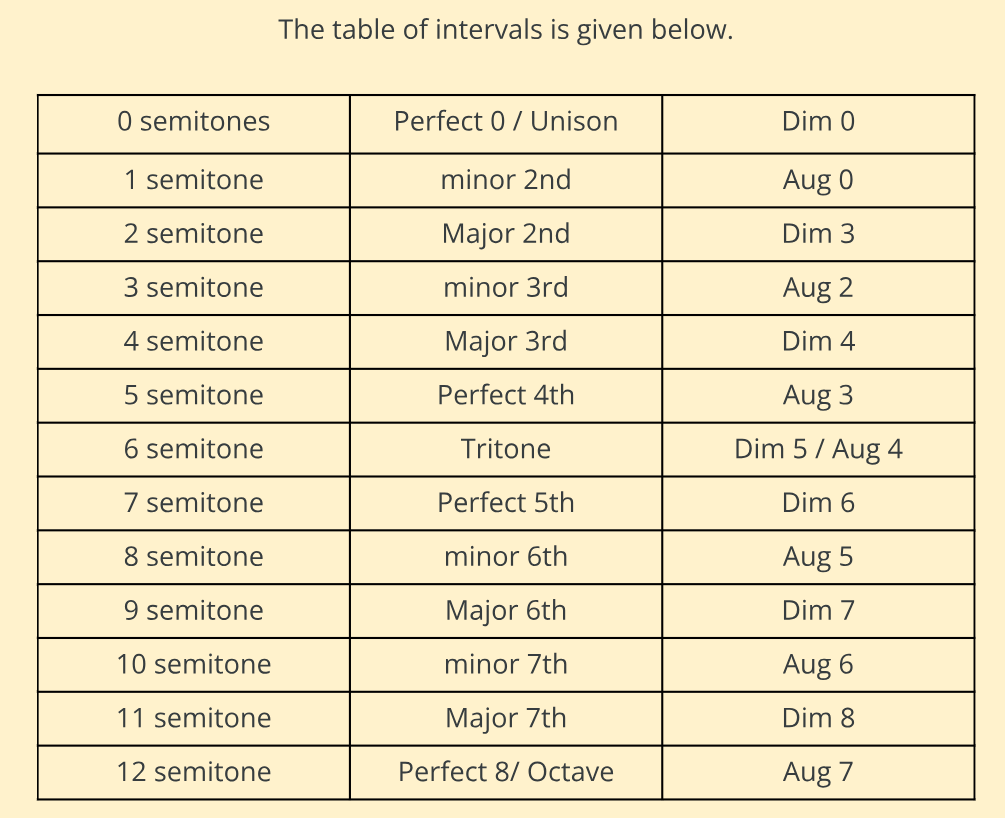 The table of intervals is given below.
0 semitones Perfect 0 / Unison Dim 0
1 semitone minor 2nd Aug 0
2 semitone Major 2nd Dim 3
3 semitone minor 3rd Aug 2
4 semitone Major 3rd Dim 4
5 semitone Perfect 4th Aug 3
6 semitone Tritone Dim 5 / Aug 4
7 semitone Perfect 5th Dim 6
8 semitone minor 6th Aug 5
9 semitone Major 6th Dim 7
10 semitone minor 7th Aug 6
11 semitone Major 7th Dim 8
12 semitone Perfect 8/ Octave Aug 7